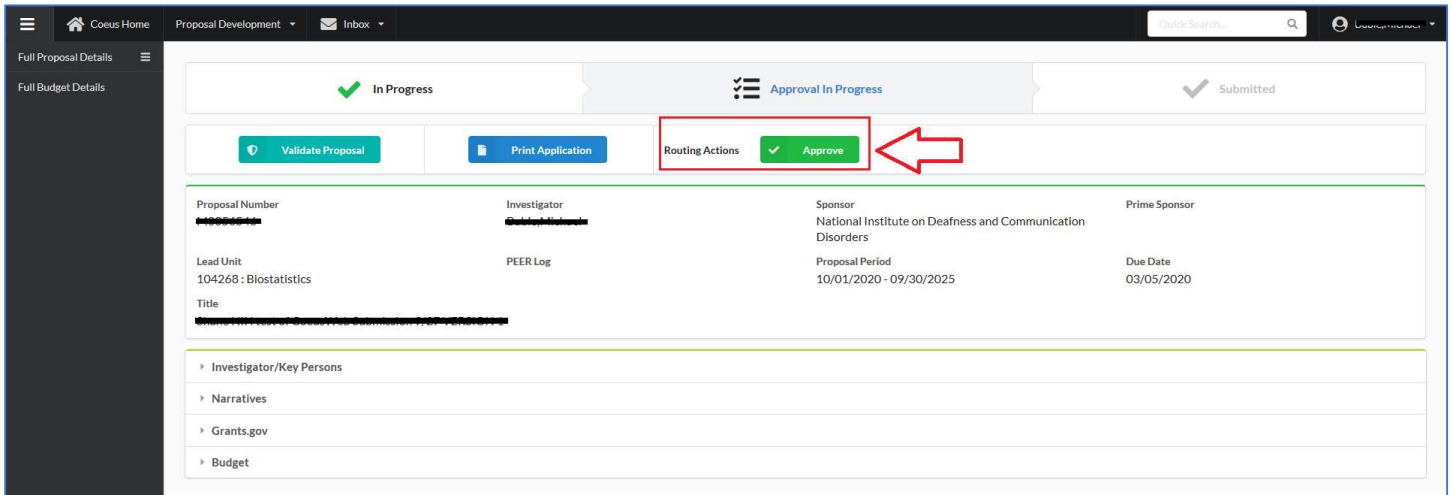 Coeus Home Proposal Development Inbox Quick Search...
Full Proposal Details
Full Budget Details
In Progress Approval In Progress Submitted
Validate Proposal Print Application Routing Actions Approve
Proposal Number Investigator Sponsor Prime Sponsor
National Institute on Deafness and Communication
Disorders
Lead Unit PEER Log Proposal Period Due Date
104268 : Biostatistics 10/01/2020 - 09/30/2025 03/05/2020
Title
Investigator/Key Persons
Narratives
Grants.gov
Budget